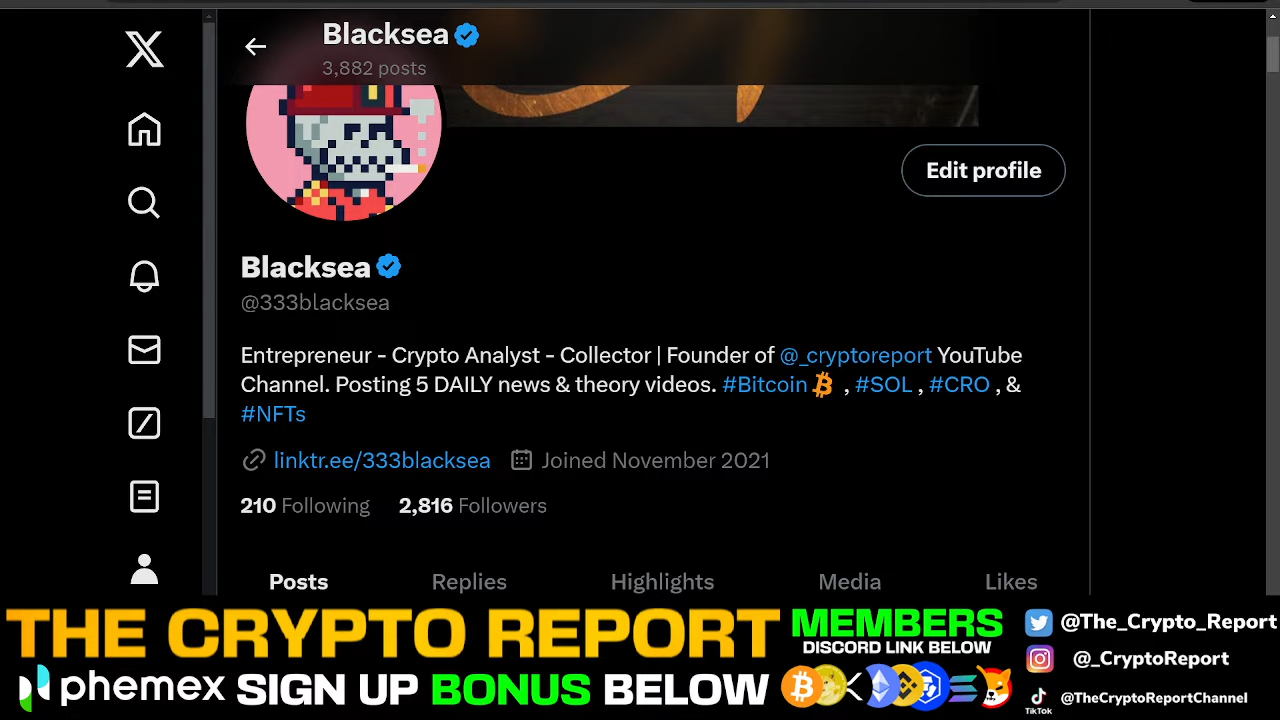 Blacksea
3,882 posts
Edit profile
Blacksea
@333blacksea
Entrepreneur - Crypto Analyst - Collector | Founder of @_cryptoreport YouTube
Channel. Posting 5 DAILY news & theory videos. #Bitcoin , #SOL , #CRO , &
#NFTs
linktr.ee/333blacksea Joined November 2021
210 Following 2,816 Followers
Posts Replies Highlights Media Likes
THE CRYPTO REPORT
MEMBERS
DISCORD LINK BELOW
@The_Crypto_Report
@_CryptoReport
phemex SIGN UP BONUS BELOW
TikTok
@TheCryptoReportChannel